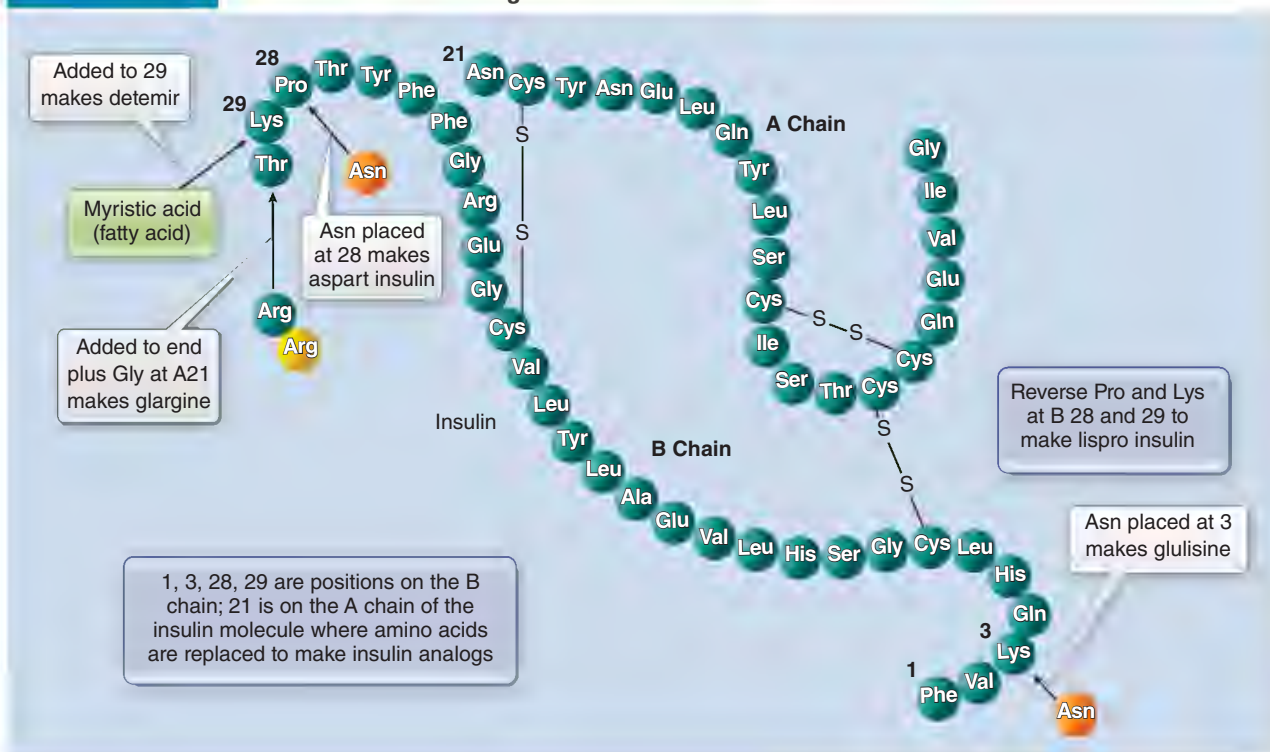 28
21
Added to 29
makes detemir
29
Pro Thr Tyr Phe Phe Gly Arg Glu Gly Cys Val Leu Tyr Leu Ala Glu Val Leu His Ser Gly Cys Leu His Gln Lys Val Phe
Lys
Thr
Asn
Myristic acid
(fatty acid)
Asn placed
at 28 makes
aspart insulin
Arg
Arg
Added to end
plus Gly at A21
makes glargine
Asn Cys Tyr Asn Glu Leu Gln Tyr Leu Ser Cys Ile Ser Thr Cys Cys Gln Glu Val Ile Gly
A Chain
S
S
S S
S
S
Insulin
B Chain
Reverse Pro and Lys
at B 28 and 29 to
make lispro insulin
Asn placed at 3
makes glulisine
3
1
Asn
1, 3, 28, 29 are positions on the B
chain; 21 is on the A chain of the
insulin molecule where amino acids
are replaced to make insulin analogs